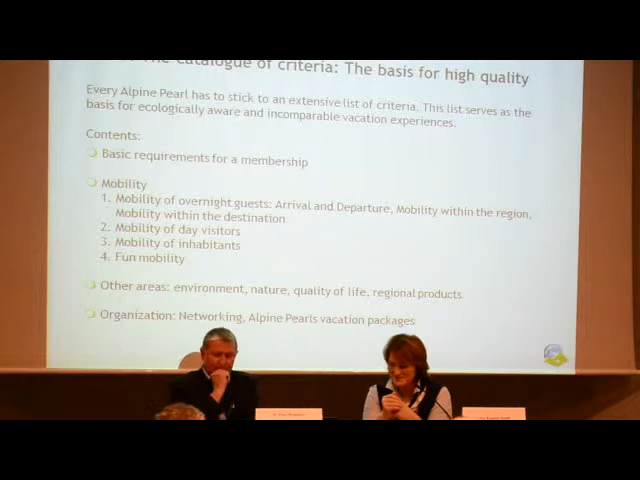 The catalogue of criteria: The basis for high quality
Every Alpine Pearl has to stick to an extensive list of criteria. This list serves as the
basis for ecologically aware and incomparable vacation experiences.
Contents:
Basic requirements for a membership
Mobility
1. Mobility of overnight guests: Arrival and Departure, Mobility within the region,
Mobility within the destination
2. Mobility of day visitors
3. Mobility of inhabitants
4. Fun mobility
Other areas: environment, nature, quality of life, regional products
Organization: Networking, Alpine Pearls vacation packages